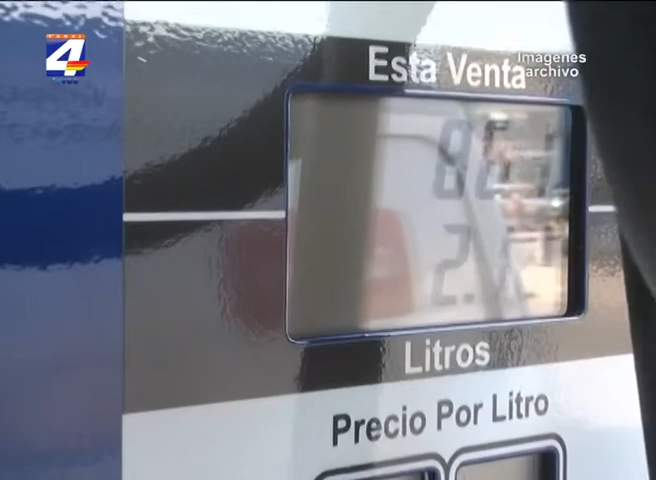 CANAL
4
Imagenes
archivo
Esta Venta
Litros
Precio Por Litro